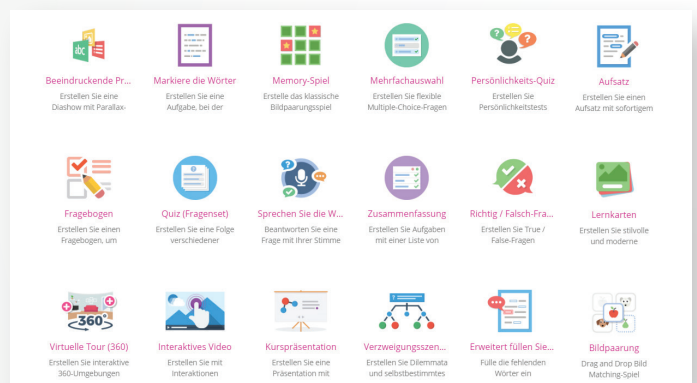 abc
Beeindruckende Pr...
Erstellen Sie eine
Diashow mit Parallax-
Markiere die Wörter
Erstellen Sie eine
Aufgabe, bei der
Memory-Spiel
Erstelle das klassische
Bildpaarungsspiel
Mehrfachauswahl
Erstellen Sie flexible
Multiple-Choice-Fragen
Persönlichkeits-Quiz
Erstellen Sie
Persönlichkeitstests
Aufsatz
Erstellen Sie einen
Aufsatz mit sofortigem
Fragebogen
Erstellen Sie einen
Fragebogen, um
Quiz (Fragenset)
Erstellen Sie eine Folge
verschiedener
Sprechen Sie die W...
Beantworten Sie eine
Frage mit Ihrer Stimme
Zusammenfassung
Erstellen Sie Aufgaben
mit einer Liste von
Richtig / Falsch-Fra...
Erstellen Sie True /
False-Fragen
Lernkarten
Erstellen Sie stilvolle
und moderne
360°
Virtuelle Tour (360)
Erstellen Sie interaktive
360-Umgebungen
Interaktives Video
Erstellen Sie mit
Interaktionen
Kurspräsentation
Erstellen Sie eine
Präsentation mit
Verzweigungsszen...
Erstellen Sie Dilemmata
und selbstbestimmtes
Erweitert füllen Sie...
Fülle die fehlenden
Wörter ein
Bildpaarung
Drag and Drop Bild
Matching-Spiel